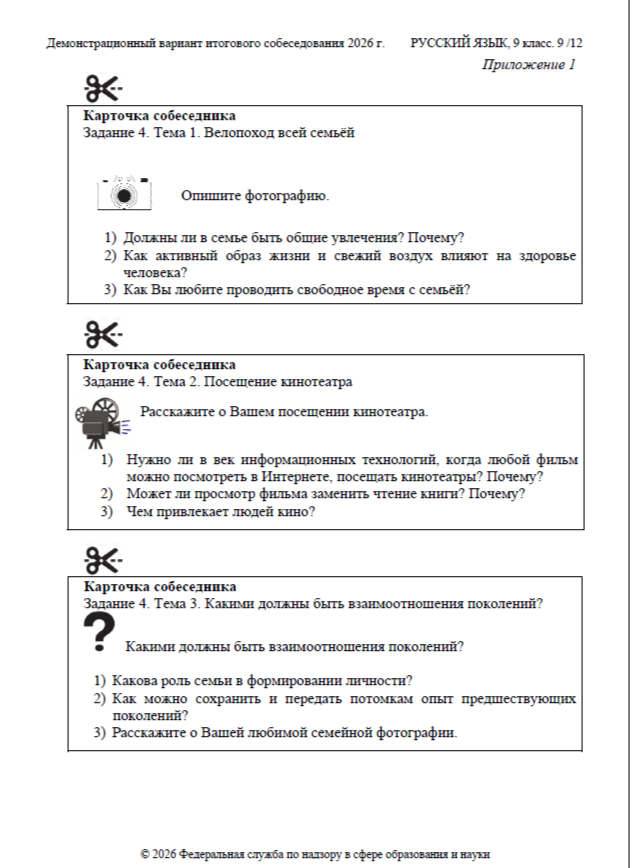 Демонстрационный вариант итогового собеседования 2026 г. РУССКИЙ ЯЗЫК, 9 класс. 9 /12
Приложение 1
Карточка собеседника
Задание 4. Тема 1. Велопоход всей семьёй
Опишите фотографию.
1) Должны ли в семье быть общие увлечения? Почему?
2) Как активный образ жизни и свежий воздух влияют на здоровье
человека?
3) Как Вы любите проводить свободное время с семьёй?
Карточка собеседника
Задание 4. Тема 2. Посещение кинотеатра
Расскажите о Вашем посещении кинотеатра.
1) Нужно ли в век информационных технологий, когда любой фильм
можно посмотреть в Интернете, посещать кинотеатры? Почему?
2) Может ли просмотр фильма заменить чтение книги? Почему?
3) Чем привлекает людей кино?
Карточка собеседника
Задание 4. Тема 3. Какими должны быть взаимоотношения поколений?
? Какими должны быть взаимоотношения поколений?
1) Какова роль семьи в формировании личности?
2) Как можно сохранить и передать потомкам опыт предшествующих
поколений?
3) Расскажите о Вашей любимой семейной фотографии.
© 2026 Федеральная служба по надзору в сфере образования и науки